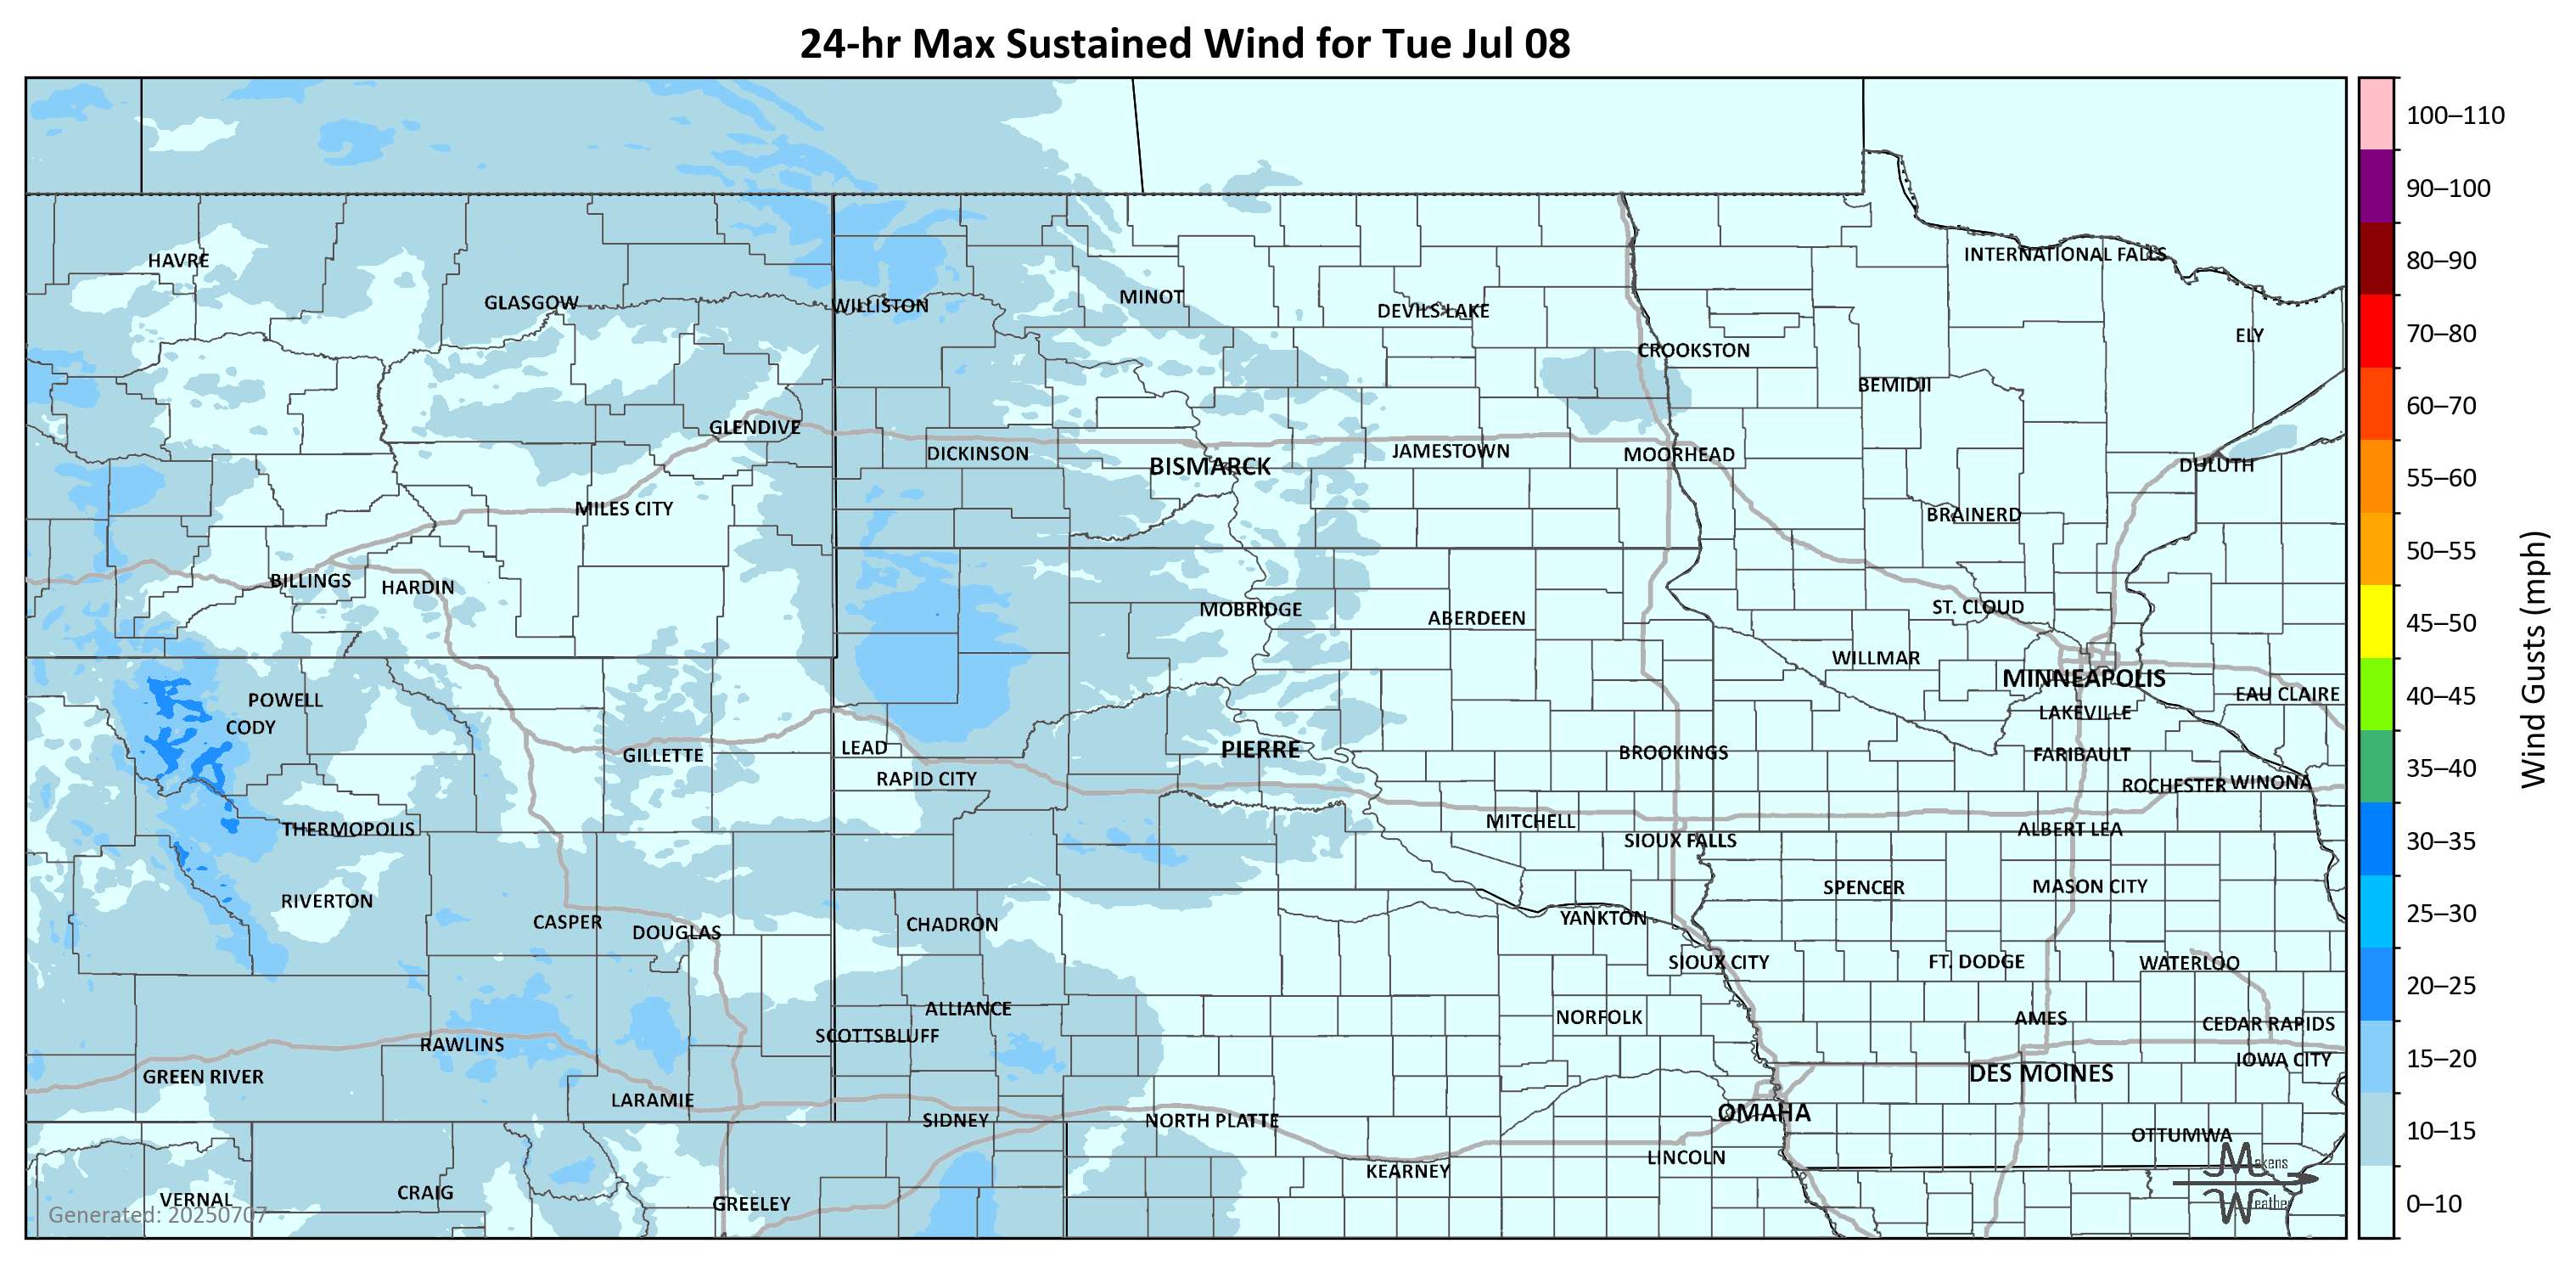 24-hr Max Sustained Wind for Tue Jul 08
100–110
90–100
80–90
70–80
60–70
55–60
50–55
45–50
40–45
35–40
30–35
25–30
20–25
15–20
10–15
0–10
Wind Gusts (mph)
HAVRE
GLASGOW
WILLISTON
MINOT
DEVILS LAKE
INTERNATIONAL FALLS
ELY
CROOKSTON
BEMIDJI
GLENDIVE
DICKINSON
BISMARCK
JAMESTOWN
MOORHEAD
DULUTH
MILES CITY
BRAINERD
BILLINGS
HARDIN
MOBRIDGE
ABERDEEN
ST. CLOUD
WILLMAR
MINNEAPOLIS
EAU CLAIRE
POWELL
CODY
LAKEVILLE
GILLETTE
LEAD
PIERRE
BROOKINGS
FARIBAULT
RAPID CITY
ROCHESTER
WINONA
THERMOPOLIS
MITCHELL
SIOUX FALLS
ALBERT LEA
RIVERTON
SPENCER
MASON CITY
CASPER
DOUGLAS
CHADRON
YANKTON
SIOUX CITY
FT. DODGE
WATERLOO
ALLIANCE
NORFOLK
AMES
CEDAR RAPIDS
RAWLINS
SCOTTSBLUFF
IOWA CITY
GREEN RIVER
DES MOINES
LARAMIE
SIDNEY
NORTH PLATTE
OMAHA
OTTUMWA
KEARNEY
LINCOLN
VERNAL
CRAIG
GREELEY
Makens
Weather
Generated: 20250707